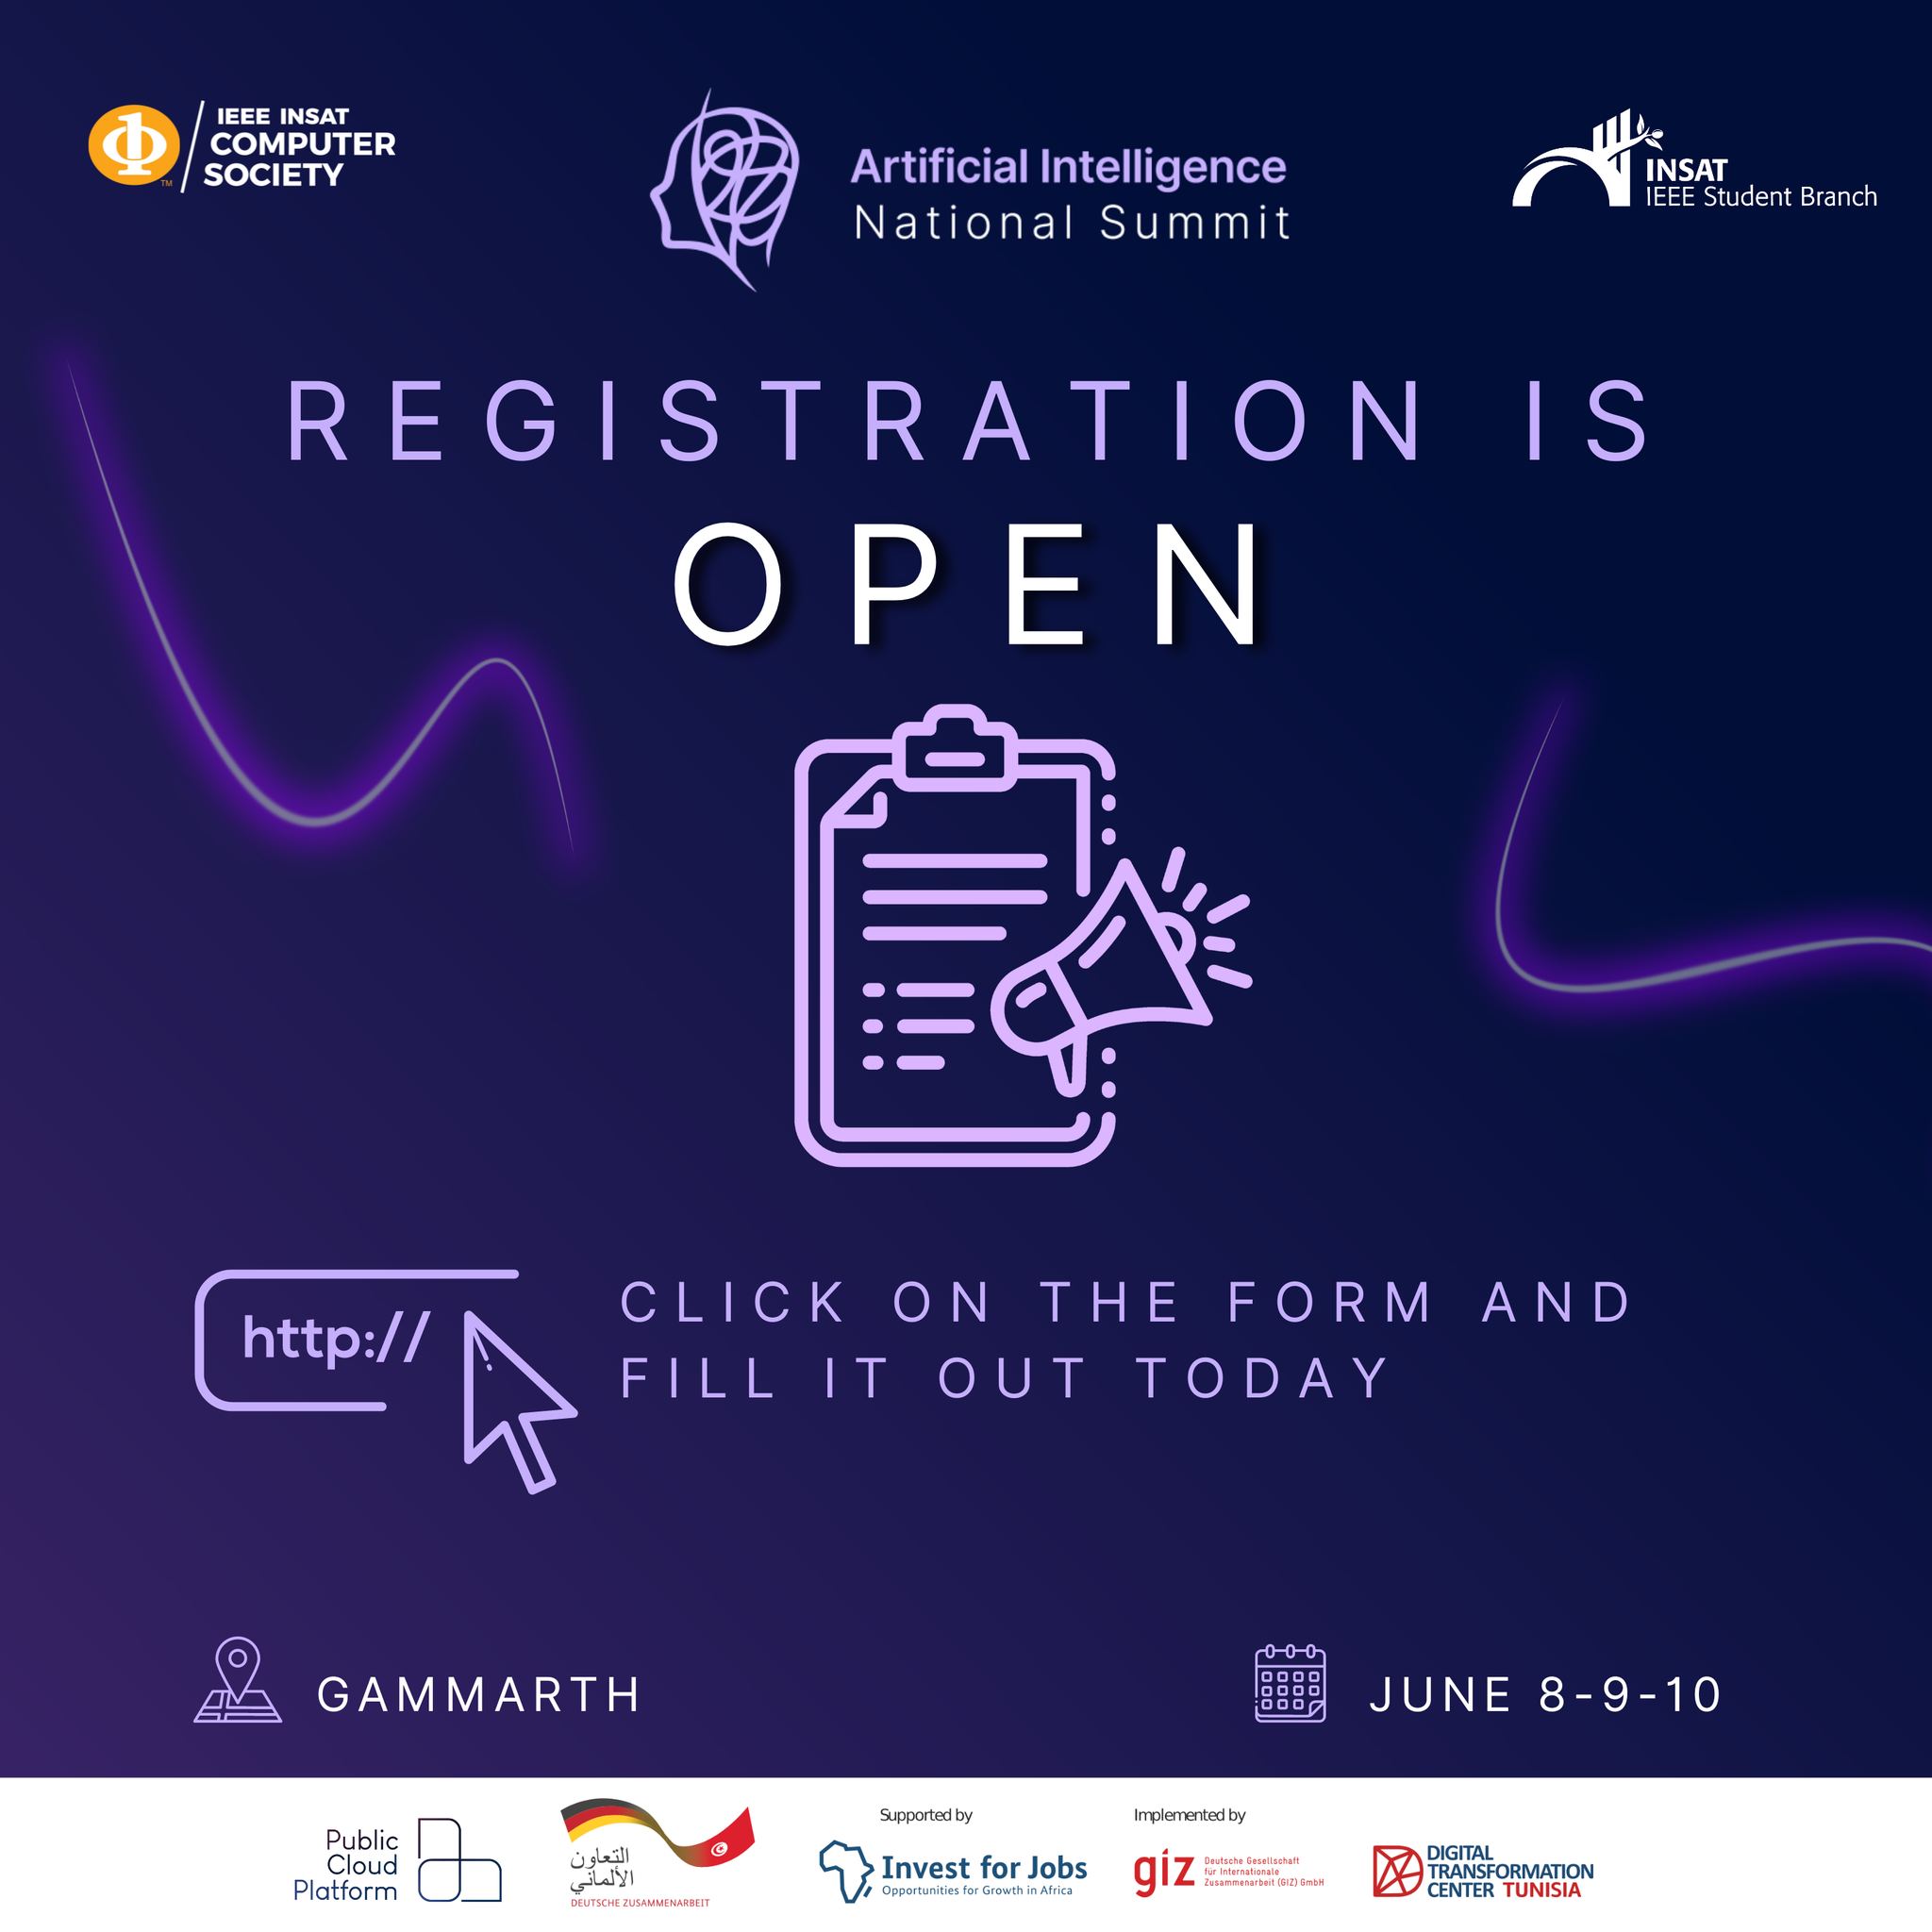 IEEE INSAT
COMPUTER
SOCIETY
TM
Artificial Intelligence
National Summit
INSAT
IEEE Student Branch
REGISTRATION IS
OPEN
http://
CLICK ON THE FORM AND
FILL IT OUT TODAY
GAMMARTH
JUNE 8-9-10
Public
Cloud
Platform
التعاون
الألماني
DEUTSCHE ZUSAMMENARBEIT
Supported by
Invest for Jobs
Opportunities for Growth in Africa
Implemented by
giz
Deutsche Gesellschaft
für Internationale
Zusammenarbeit (GIZ) GmbH
DIGITAL
TRANSFORMATION
CENTER TUNISIA